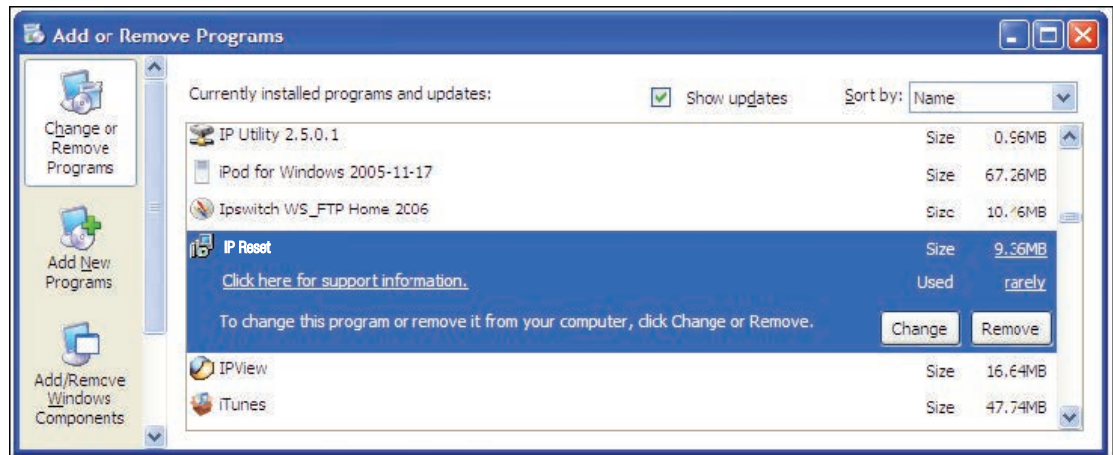 Add or Remove Programs
Change or
Remove
Programs
Add New
Programs
Add/Remove
Windows
Components
Currently installed programs and updates:
Show updates
Sort by: Name
IP Utility 2.5.0.1 Size 0.96MB
iPod for Windows 2005-11-17 Size 67.26MB
Ipswitch WS_FTP Home 2006 Size 10.46MB
IP Reset Size 9.36MB
Click here for support information. Used rarely
To change this program or remove it from your computer, click Change or Remove. Change Remove
IPView Size 16.64MB
iTunes Size 47.74MB